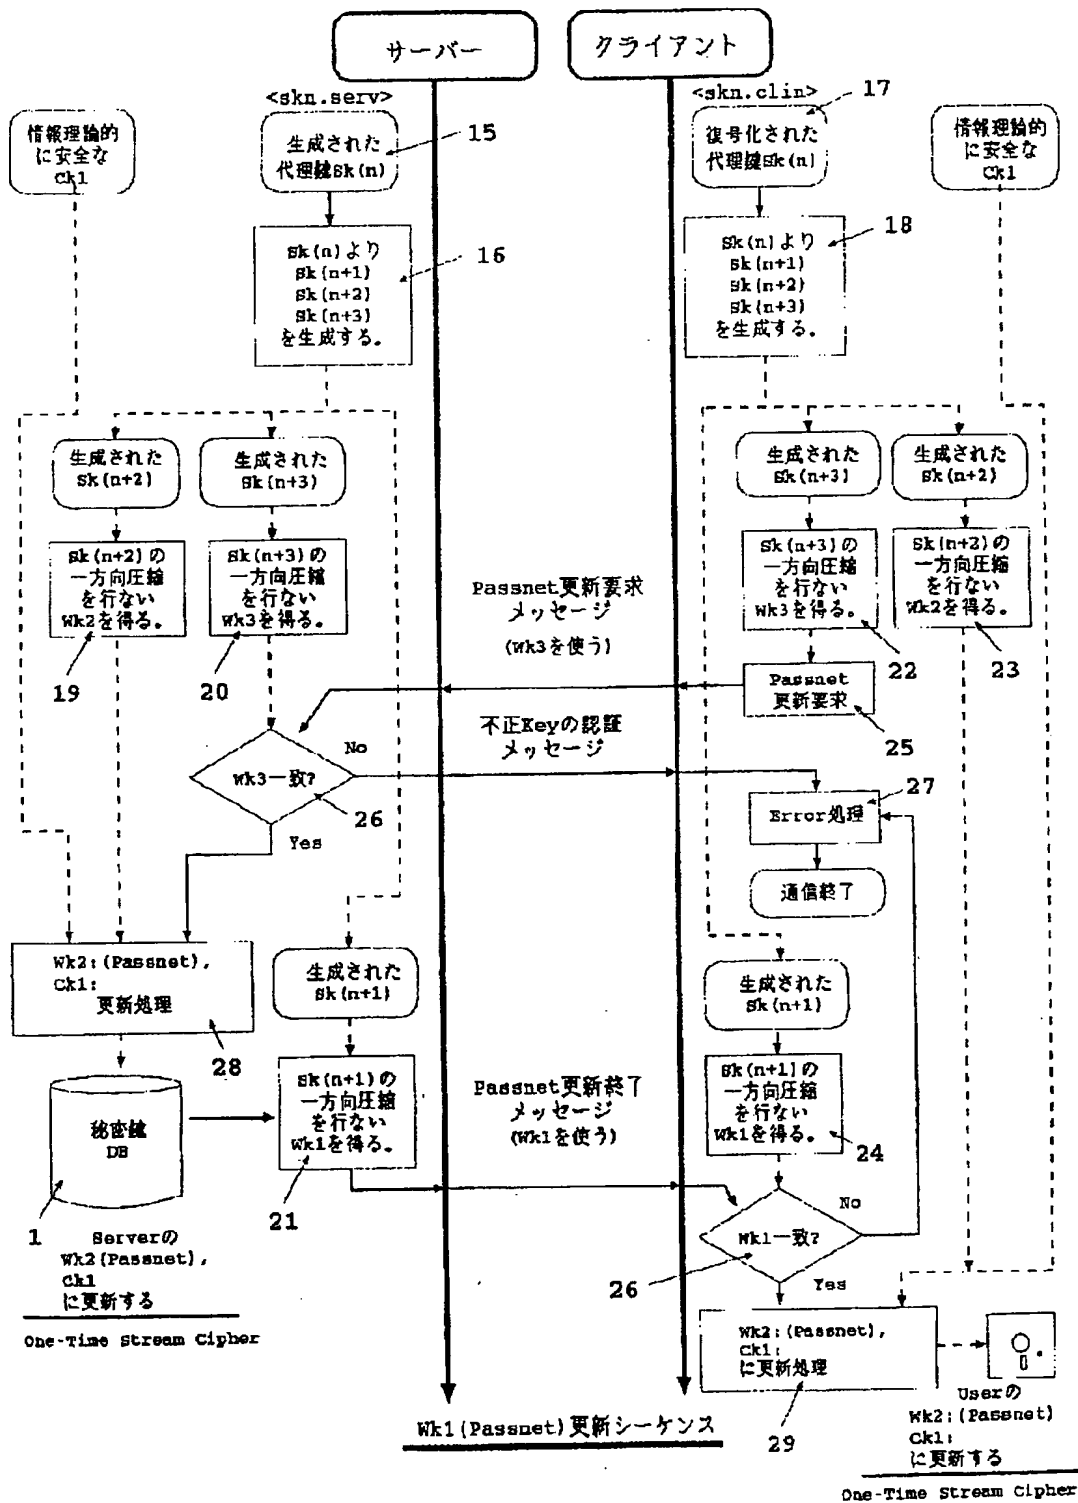 サーバー
クライアント
<skn.serv>
<skn.clin>
17
情報理論的
に安全な
Ck1
生成された
代理鍵Sk(n)
15
復号化された
代理鍵Sk(n)
情報理論的
に安全な
Ck1
Sk(n)より
Sk(n+1)
Sk(n+2)
Sk(n+3)
を生成する。
16
Sk(n)より
Sk(n+1)
Sk(n+2)
Sk(n+3)
を生成する。
18
生成された
Sk(n+2)
生成された
Sk(n+3)
生成された
Sk(n+3)
生成された
Sk(n+2)
Sk(n+2)の
一方向圧縮
を行ない
Wk2を得る。
19
Sk(n+3)の
一方向圧縮
を行ない
Wk3を得る。
20
Passnet更新要求
メッセージ
(Wk3を使う)
Sk(n+3)の
一方向圧縮
を行ない
Wk3を得る。
22
Sk(n+2)の
一方向圧縮
を行ない
Wk2を得る。
23
Passnet
更新要求
25
不正Keyの認証
メッセージ
Wk3一致?
No
26
Yes
27
Error処理
通信終了
Wk2:(Passnet),
Ck1:
更新処理
28
生成された
Sk(n+1)
生成された
Sk(n+1)
秘密鍵
DB
1
Sk(n+1)の
一方向圧縮
を行ない
Wk1を得る。
21
Passnet更新終了
メッセージ
(Wk1を使う)
Sk(n+1)の
一方向圧縮
を行ない
Wk1を得る。
24
Serverの
Wk2(Passnet),
Ck1
に更新する
One-Time Stream Cipher
Wk1一致?
No
26
Yes
Wk2:(Passnet),
Ck1:
に更新処理
29
Userの
Wk2:(Passnet)
Ck1:
に更新する
One-Time Stream Cipher
Wk1(Passnet)更新シーケンス